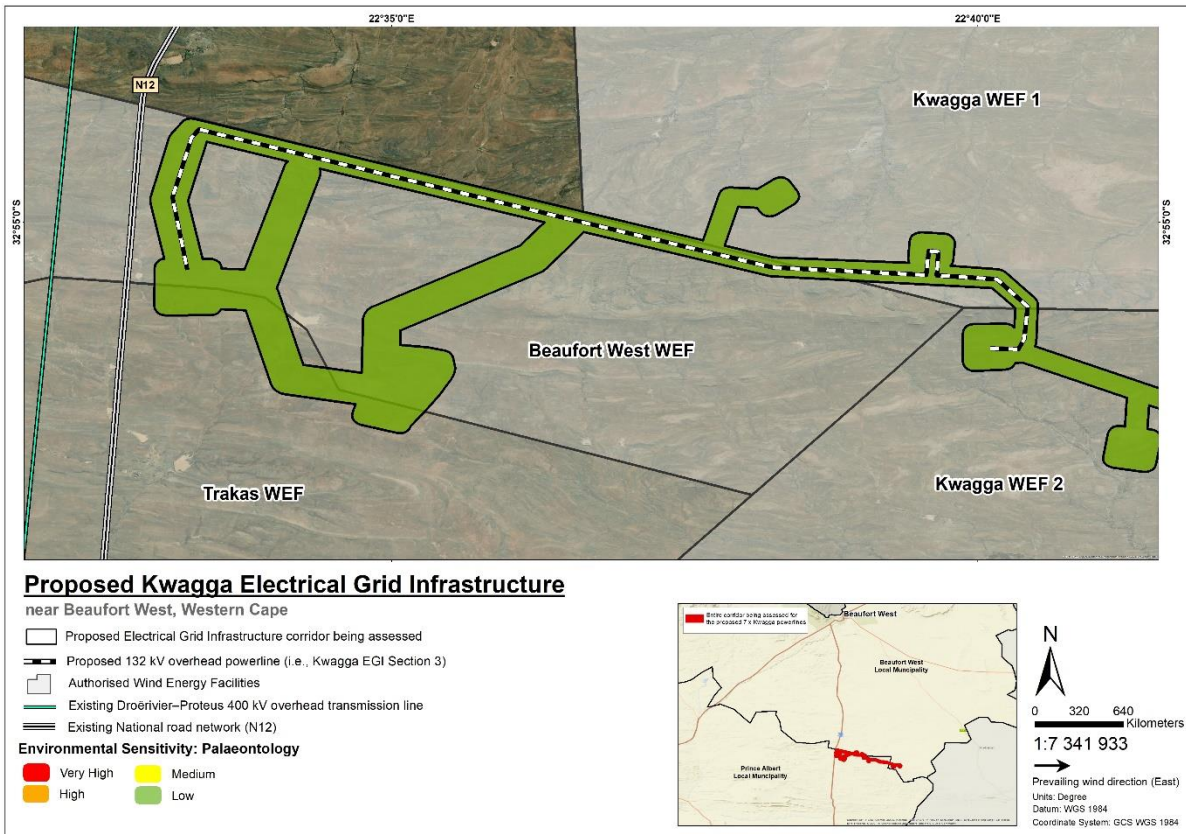 22°35'0"E
22°40'0"E
N12
Kwagga WEF 1
32°55'0"S
32°55'0"S
Beaufort West WEF
Trakas WEF
Kwagga WEF 2
Proposed Kwagga Electrical Grid Infrastructure
near Beaufort West, Western Cape
Proposed Electrical Grid Infrastructure corridor being assessed
Proposed 132 kV overhead powerline (i.e., Kwagga EGI Section 3)
Authorised Wind Energy Facilities
Existing Droërivier–Proteus 400 kV overhead transmission line
Existing National road network (N12)
Environmental Sensitivity: Palaeontology
Very High
Medium
High
Low
Entire corridor being assessed for
the proposed 7 x Kwagga powerlines
Beaufort West
Beaufort West
Local Municipality
Prince Albert
Local Muncipality
N
0 320 640
Kilometers
1:7 341 933
Prevailing wind direction (East)
Units: Degree
Datum: WGS 1984
Coordinate System: GCS WGS 1984